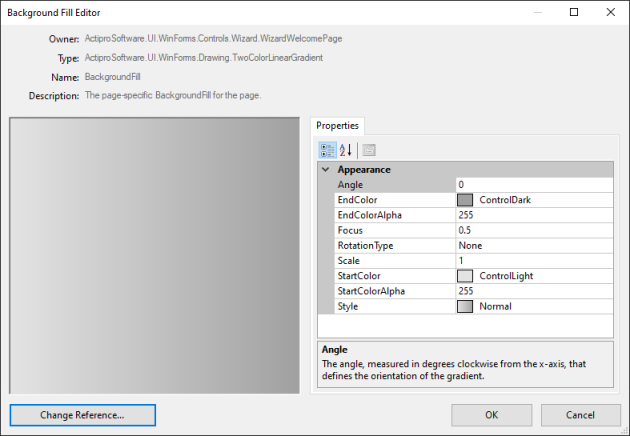 Background Fill Editor
Owner: ActiproSoftware.UI.WinForms.Controls.Wizard.WizardWelcomePage
Type: ActiproSoftware.UI.WinForms.Drawing.TwoColorLinearGradient
Name: BackgroundFill
Description: The page-specific BackgroundFill for the page.
Properties
Appearance
Angle 0
EndColor ControlDark
EndColorAlpha 255
Focus 0.5
RotationType None
Scale 1
StartColor ControlLight
StartColorAlpha 255
Style Normal
Angle
The angle, measured in degrees clockwise from the x-axis, that
defines the orientation of the gradient.
Change Reference... OK Cancel